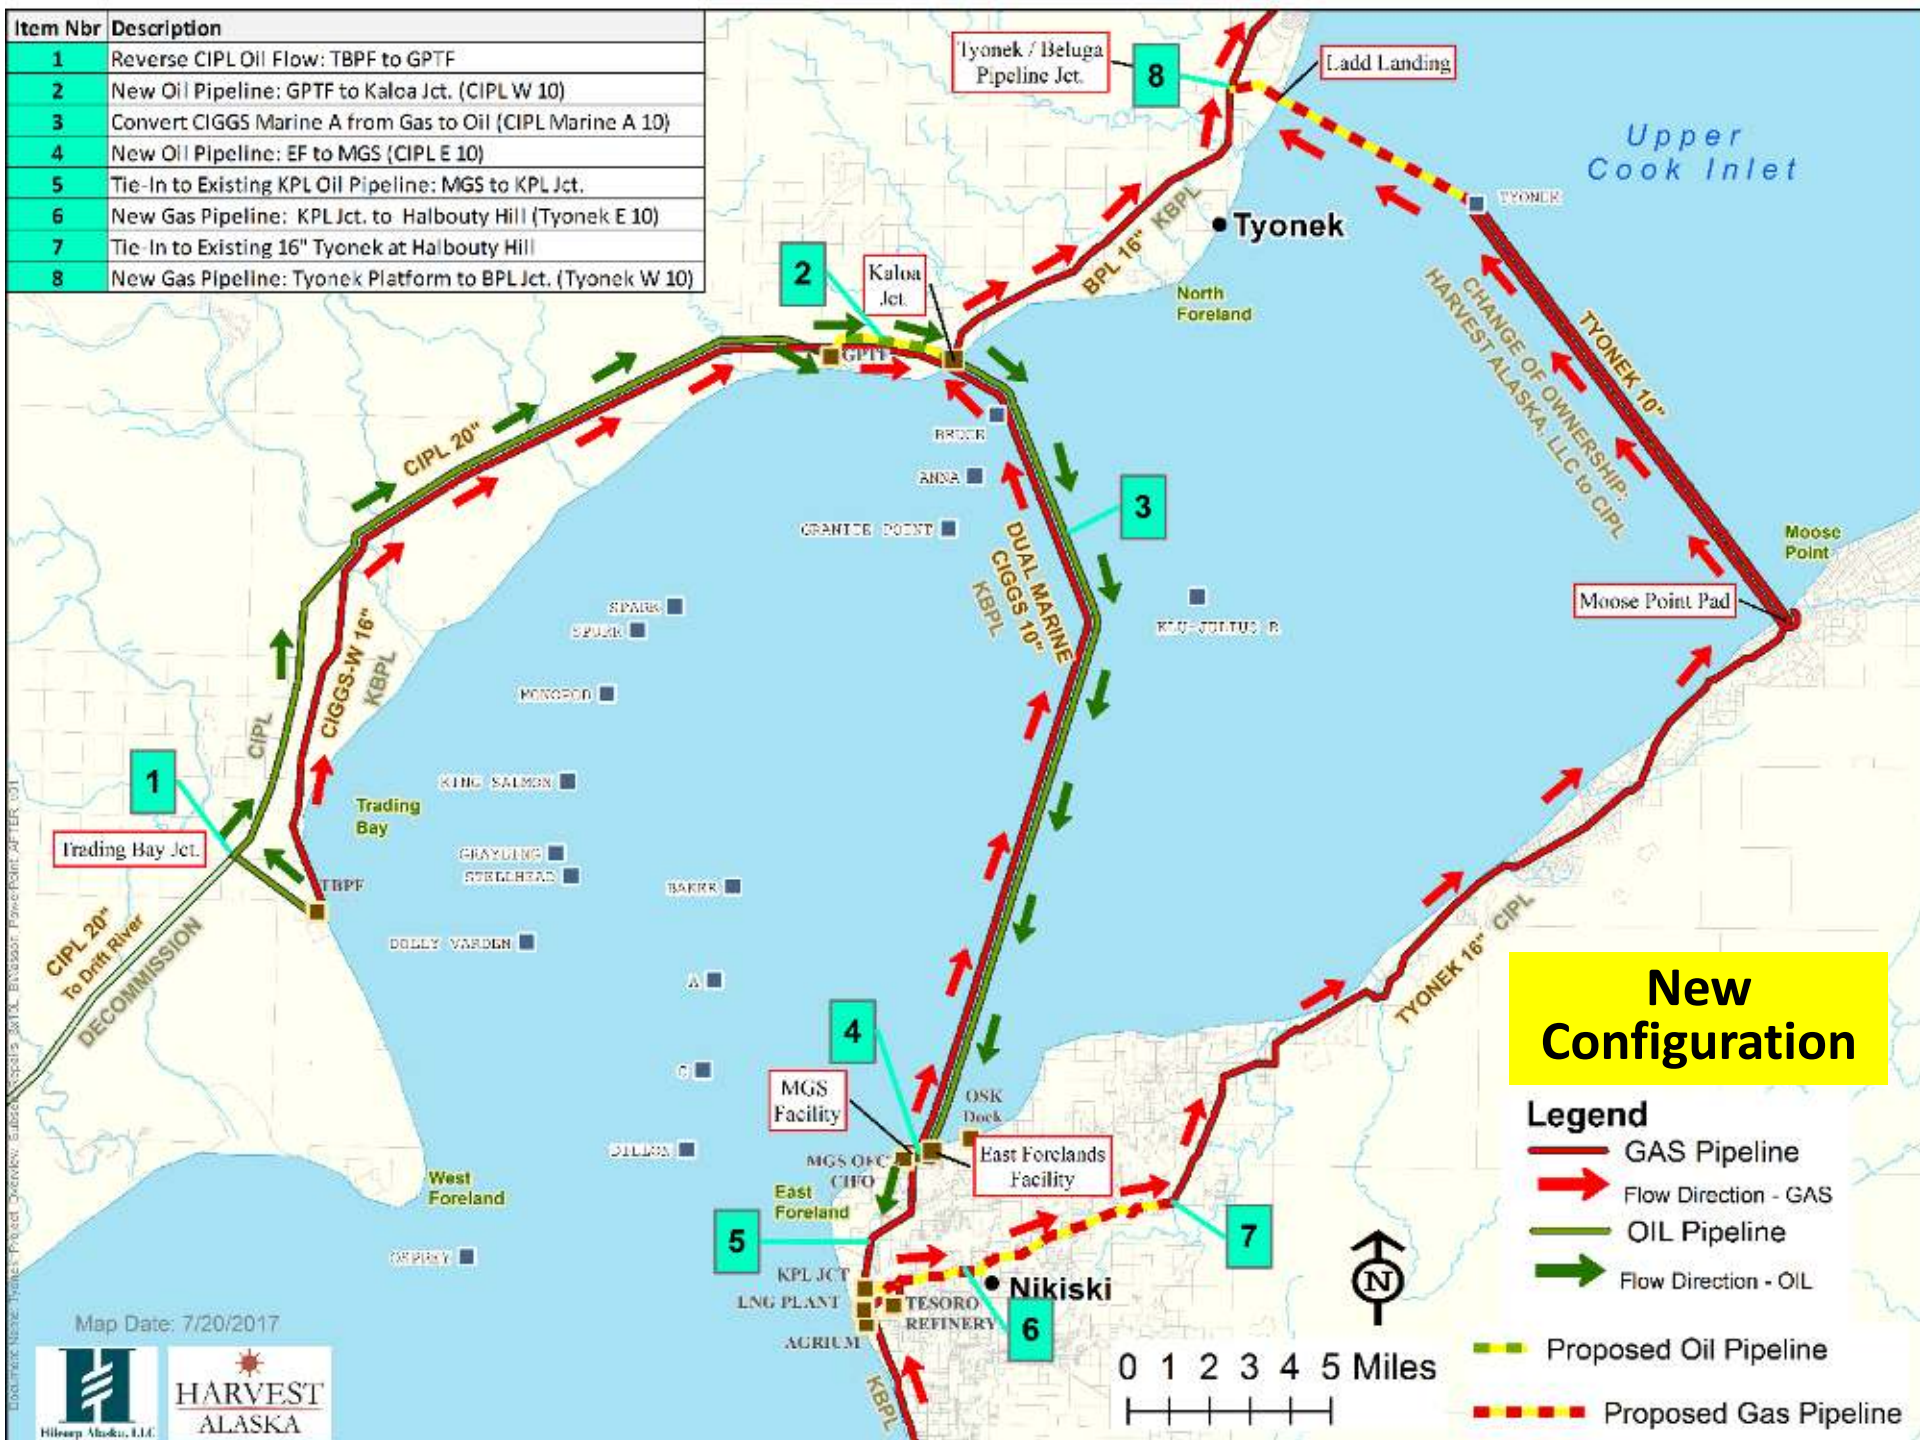 Item Nbr Description
1 Reverse CIPL Oil Flow: TBPF to GPTF
2 New Oil Pipeline: GPTF to Kaloa Jct. (CIPL W 10)
3 Convert CIGGS Marine A from Gas to Oil (CIPL Marine A 10)
4 New Oil Pipeline: EF to MGS (CIPL E 10)
5 Tie-In to Existing KPL Oil Pipeline: MGS to KPL Jct.
6 New Gas Pipeline: KPL Jct. to Halbouty Hill (Tyonek E 10)
7 Tie-In to Existing 16" Tyonek at Halbouty Hill
8 New Gas Pipeline: Tyonek Platform to BPL Jct. (Tyonek W 10)
Tyonek / Beluga
Pipeline Jct.
8
Ladd Landing
Upper
Cook Inlet
TYONEK
Tyonek
KBPL
BPL 16"
North
Foreland
2
Kaloa
Jct.
GPTF
CHANGE OF OWNERSHIP:
HARVEST ALASKA, LLC to CIPL
TYONEK 10"
CIPL 20"
BRUCE
ANNA
GRANITE POINT
3
DUAL MARINE
CIGGS 10"
KBPL
Moose
Point
Moose Point Pad
SPARK
SPURR
KLU-JULIUS R
MONOPOD
CIGGS-W 16"
KBPL
CIPL
1
KING SALMON
Trading
Bay
Trading Bay Jct.
GRAYLING
STEELHEAD
BAKER
TBPF
DOLLY VARDEN
CIPL 20"
To Drift River
DECOMMISSION
A
C
CIPL
TYONEK 16"
New
Configuration
4
MGS
Facility
OSK
Dock
DILLON
MGS OFC
CIFO
East Forelands
Facility
West
Foreland
East
Foreland
5
7
OSPREY
KPL JCT
Nikiski
LNG PLANT
TESORO
REFINERY
6
AGRIUM
KBPL
N
0 1 2 3 4 5 Miles
Legend
GAS Pipeline
Flow Direction - GAS
OIL Pipeline
Flow Direction - OIL
Proposed Oil Pipeline
Proposed Gas Pipeline
Map Date: 7/20/2017
Hilcorp Alaska, LLC
HARVEST
ALASKA